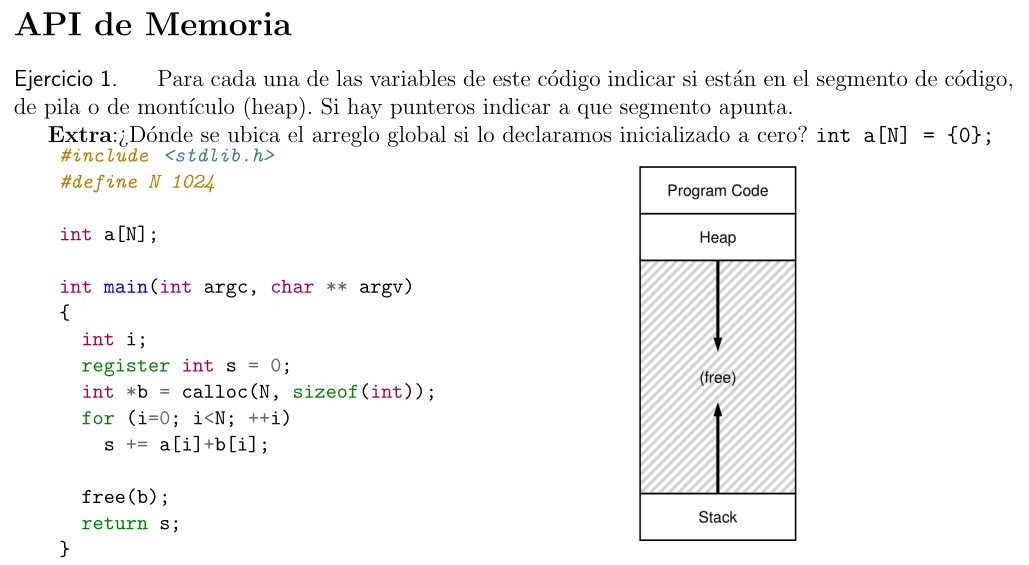 API de Memoria
Ejercicio 1. Para cada una de las variables de este código indicar si están en el segmento de código,
de pila o de montículo (heap). Si hay punteros indicar a que segmento apunta.
Extra:¿Dónde se ubica el arreglo global si lo declaramos inicializado a cero? int a[N] = {0};
#include <stdlib.h>
#define N 1024
int a[N];
int main(int argc, char ** argv)
{
int i;
register int s = 0;
int *b = calloc(N, sizeof(int));
for (i=0; i<N; ++i)
s += a[i]+b[i];
free(b);
return s;
}
Program Code
Heap
(free)
Stack